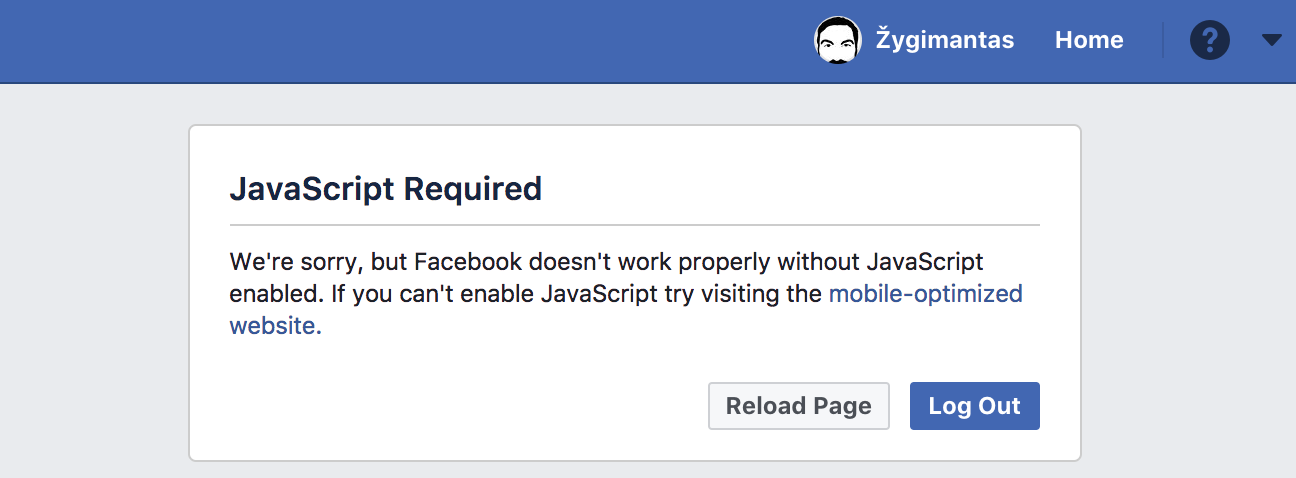 Žygimantas Home ?
JavaScript Required
We're sorry, but Facebook doesn't work properly without JavaScript
enabled. If you can't enable JavaScript try visiting the mobile-optimized
website.
Reload Page Log Out